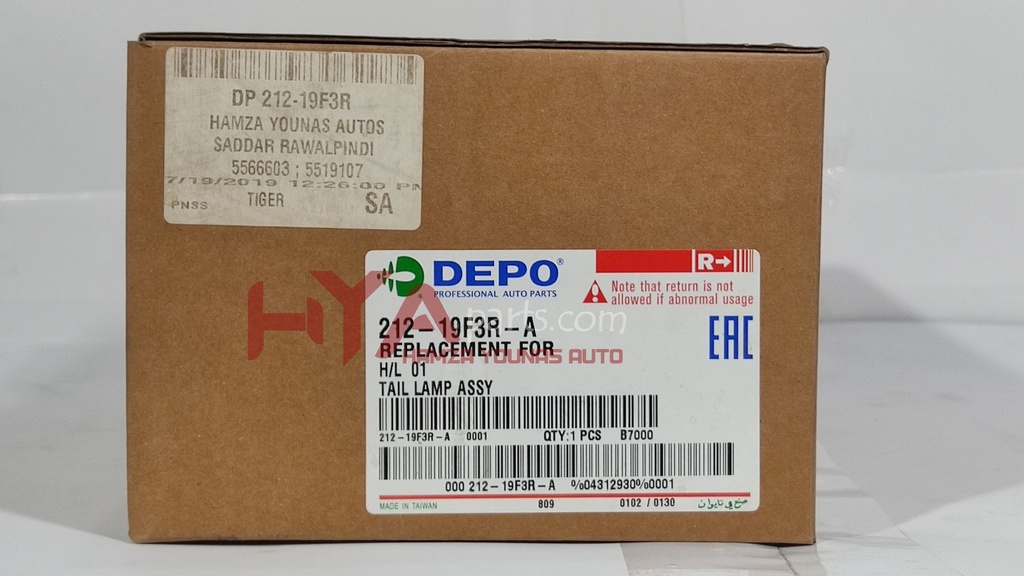 DP 212-19F3R
HAMZA YOUNAS AUTOS
SADDAR RAWALPINDI
5566603 ; 5519107
7/19/2019 12:26:00 PM
PNSS TIGER SA
DEPO®
PROFESSIONAL AUTO PARTS
R→
Note that return is not
allowed if abnormal usage
HYA parts.com
HAMZA YOUNAS AUTO
212-19F3R-A
REPLACEMENT FOR
H/L 01
TAIL LAMP ASSY
EAC
212-19F3R-A 0001 QTY:1 PCS B7000
000 212-19F3R-A %04312930%0001
MADE IN TAIWAN 809 0102 / 0130 صنع في تايوان